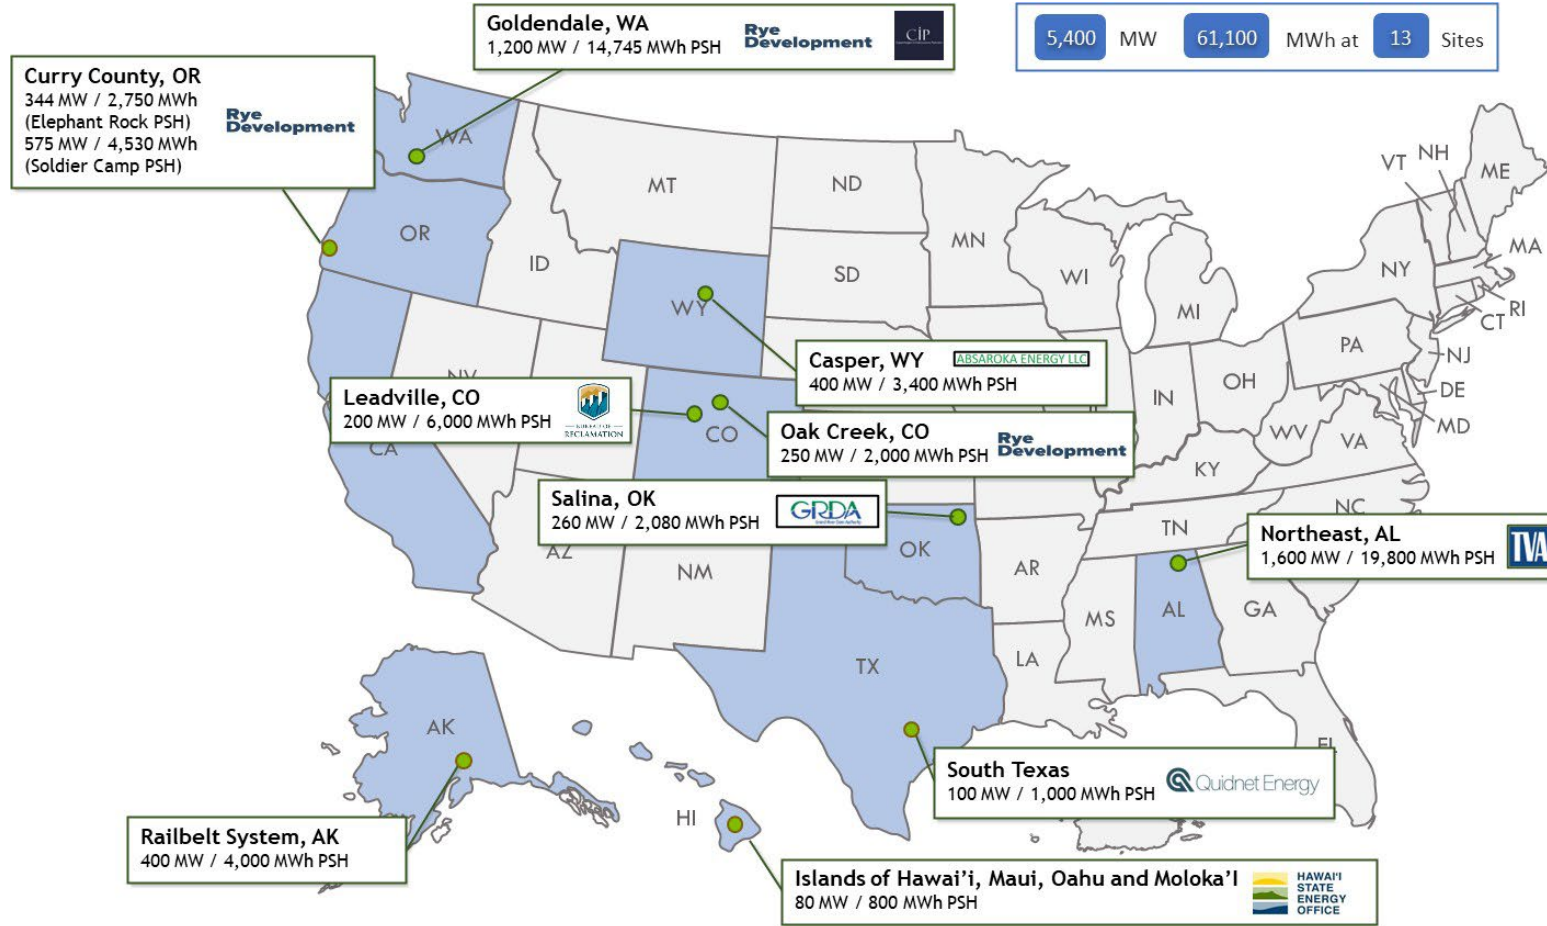 Goldendale, WA
1,200 MW / 14,745 MWh PSH
Rye
Development
CIP
5,400 MW 61,100 MWh at 13 Sites
Curry County, OR
344 MW / 2,750 MWh
(Elephant Rock PSH)
575 MW / 4,530 MWh
(Soldier Camp PSH)
Rye
Development
WA
MT
ND
VT
NH
ME
OR
ID
MN
SD
WI
MA
NY
WY
MI
RI
CT
PA
NJ
Casper, WY
400 MW / 3,400 MWh PSH
ABSAROKA ENERGY LLC
NV
OH
IN
DE
MD
Leadville, CO
200 MW / 6,000 MWh PSH
BUREAU OF
RECLAMATION
CO
Oak Creek, CO
250 MW / 2,000 MWh PSH
Rye
Development
WV
VA
CA
KY
Salina, OK
260 MW / 2,080 MWh PSH
GRDA
NC
TN
Northeast, AL
1,600 MW / 19,800 MWh PSH
TVA
AZ
OK
NM
AR
MS
AL
GA
LA
TX
AK
FL
South Texas
100 MW / 1,000 MWh PSH
Quidnet Energy
HI
Railbelt System, AK
400 MW / 4,000 MWh PSH
Islands of Hawai’i, Maui, Oahu and Moloka’I
80 MW / 800 MWh PSH
HAWAI'I
STATE
ENERGY
OFFICE